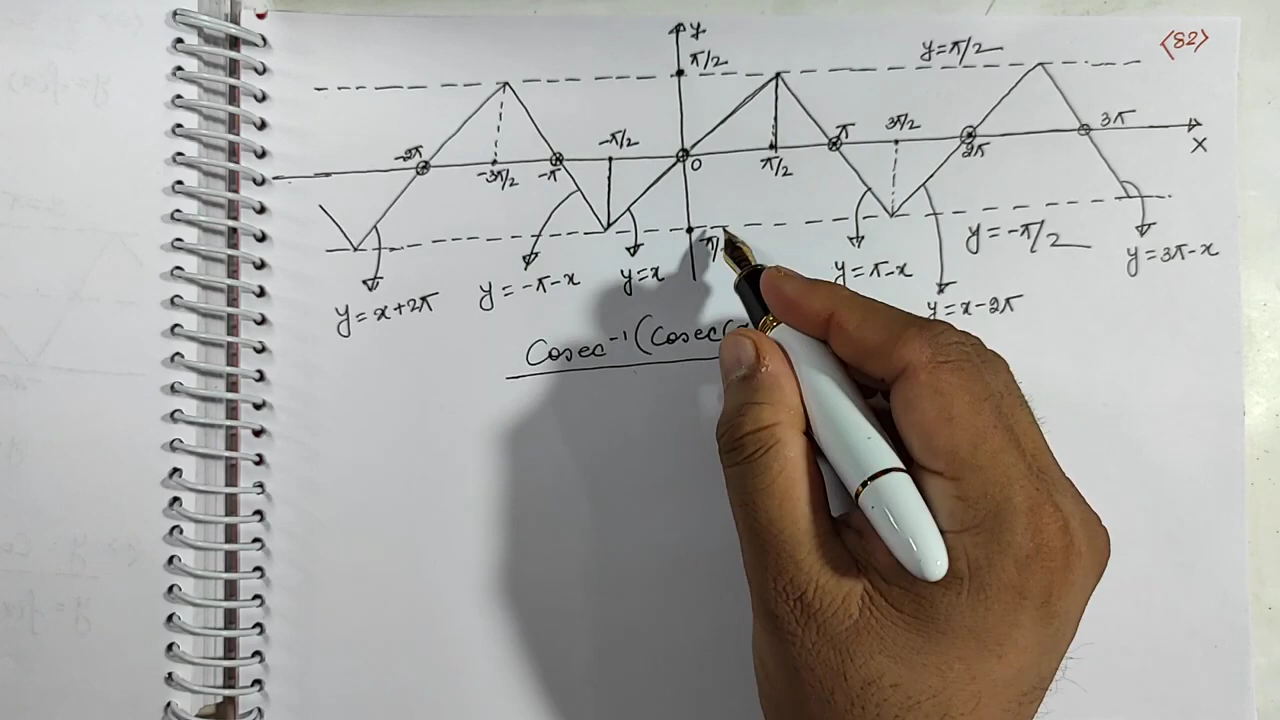 <82>
y
π/2
y=π/2
-2π
-3π/2
-π
-π/2
0
π/2
π
3π/2
2π
3π
X
y=-π/2
y=x+2π
y=-π-x
y=x
y=π-x
y=x-2π
y=3π-x
Cosec⁻¹(Cosec(